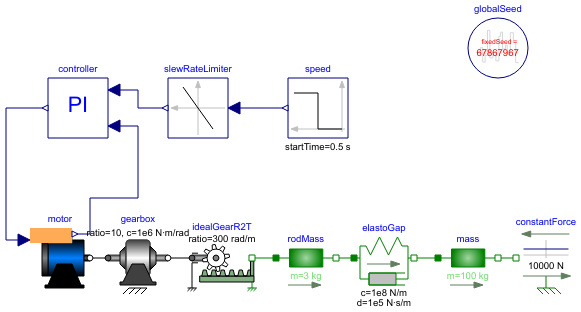 globalSeed
fixedSeed =
67867967
controller
slewRateLimiter
speed
PI
startTime=0.5 s
motor
gearbox
idealGearR2T
rodMass
elastoGap
mass
constantForce
ratio=10, c=1e6 N·m/rad
ratio=300 rad/m
m=3 kg
m=100 kg
10000 N
c=1e8 N/m
d=1e5 N·s/m